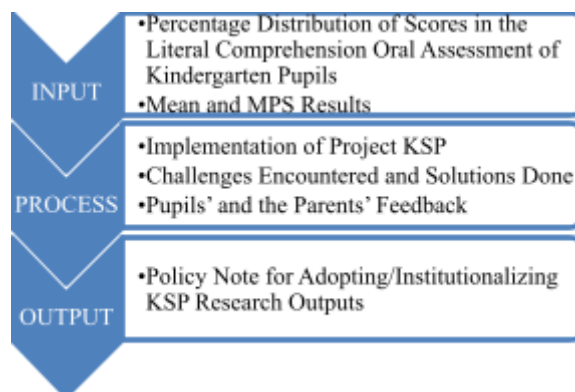 INPUT
•Percentage Distribution of Scores in the
Literal Comprehension Oral Assessment of
Kindergarten Pupils
•Mean and MPS Results
PROCESS
•Implementation of Project KSP
•Challenges Encountered and Solutions Done
•Pupils' and the Parents' Feedback
OUTPUT
•Policy Note for Adopting/Institutionalizing
KSP Research Outputs